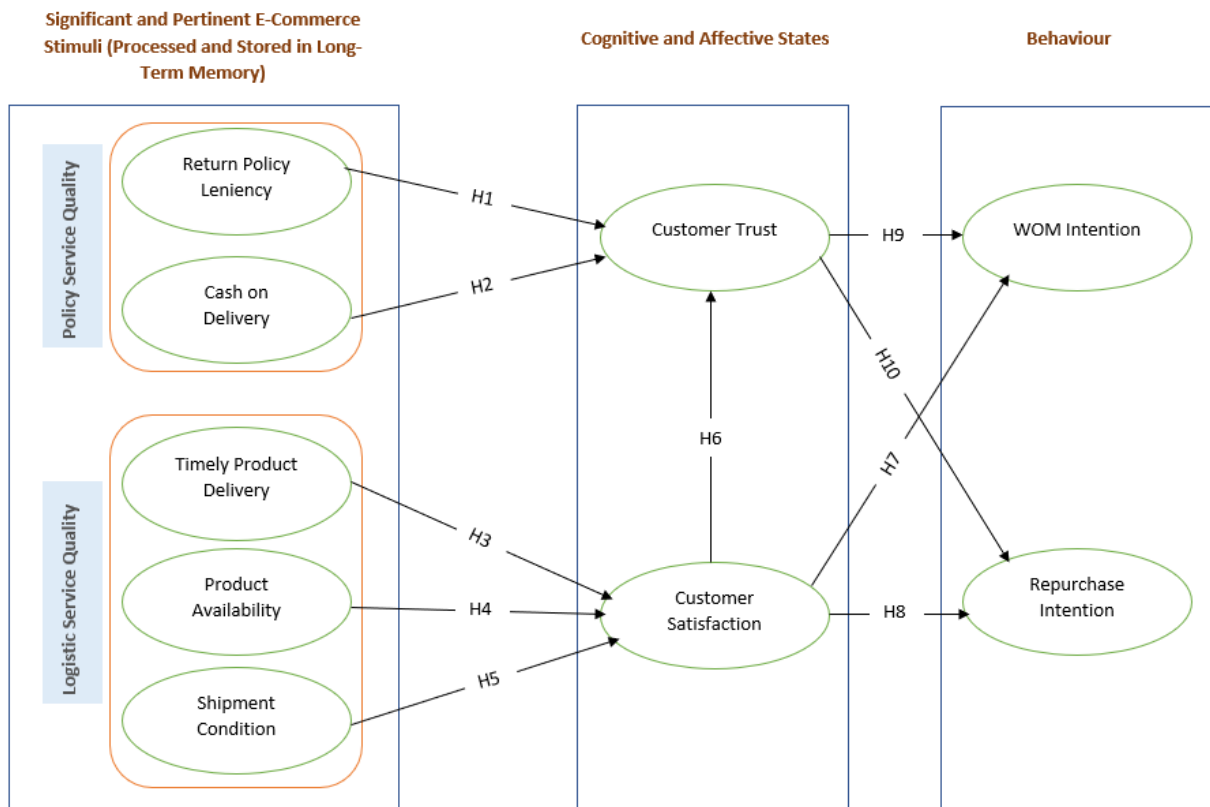 Significant and Pertinent E-Commerce
Stimuli (Processed and Stored in Long-
Term Memory)
Cognitive and Affective States
Behaviour
Policy Service Quality
Return Policy
Leniency
Cash on
Delivery
H1
H2
Customer Trust
H9
WOM Intention
H10
H6
H7
Logistic Service Quality
Timely Product
Delivery
Product
Availability
Shipment
Condition
H3
H4
H5
Customer
Satisfaction
H8
Repurchase
Intention